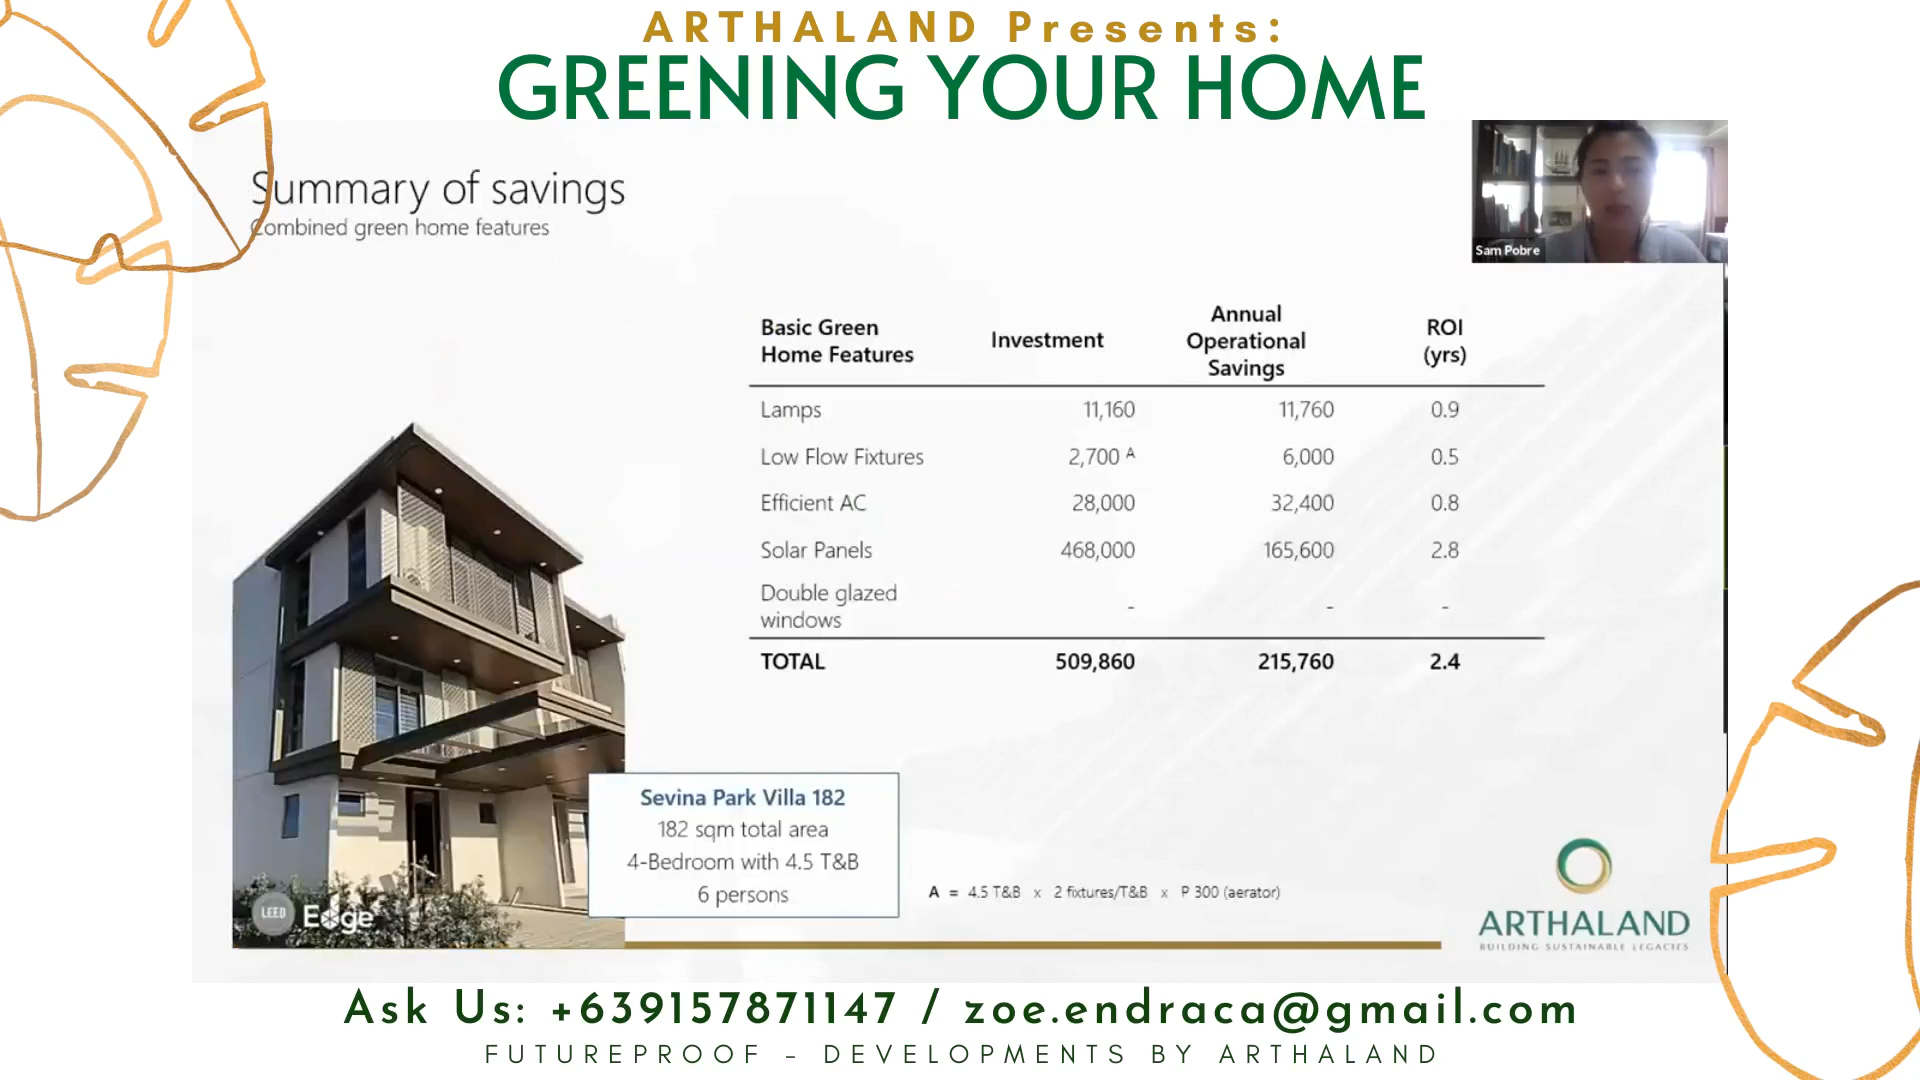 ARTHALAND Presents:
GREENING YOUR HOME
Summary of savings
Combined green home features
Sam Pobre
Basic Green Home Features Investment Annual Operational Savings ROI (yrs)
Lamps 11,160 11,760 0.9
Low Flow Fixtures 2,700 A 6,000 0.5
Efficient AC 28,000 32,400 0.8
Solar Panels 468,000 165,600 2.8
Double glazed windows - - -
TOTAL 509,860 215,760 2.4
Sevina Park Villa 182
182 sqm total area
4-Bedroom with 4.5 T&B
6 persons
A = 4.5 T&B x 2 fixtures/T&B x P 300 (aerator)
LEED Edge
ARTHALAND
BUILDING SUSTAINABLE LEGACIES
Ask Us: +639157871147 / zoe.endraca@gmail.com
FUTUREPROOF – DEVELOPMENTS BY ARTHALAND